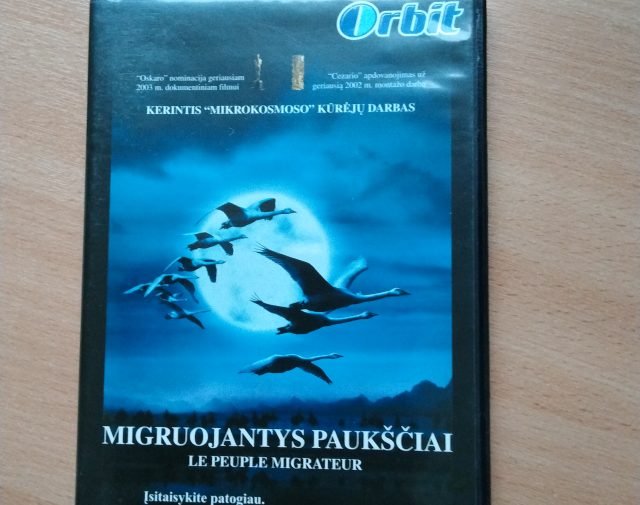 Orbit
"Oskaro" nominacija geriausiam
2003 m. dokumentiniam filmui
"Cezario" apdovanojimas už
geriausią 2002 m. montažo darbą
KERINTIS "MIKROKOSMOSO" KŪRĖJŲ DARBAS
MIGRUOJANTYS PAUKŠČIAI
LE PEUPLE MIGRATEUR
Įsitaisykite patogiau.